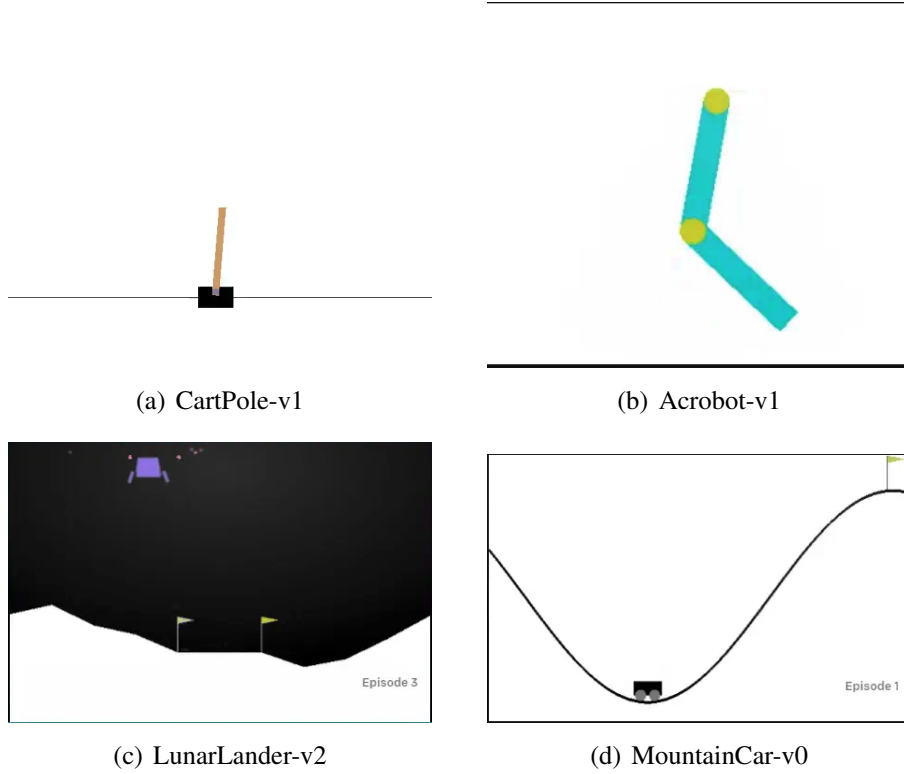 (a) CartPole-v1
(b) Acrobot-v1
Episode 3
Episode 1
(c) LunarLander-v2
(d) MountainCar-v0